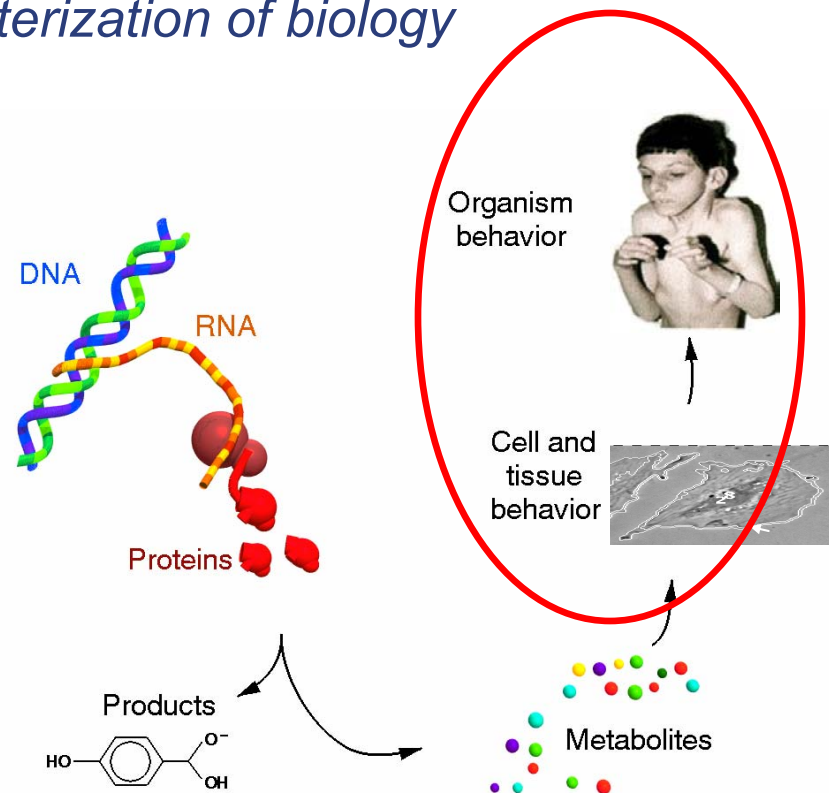 terization of biology
Organism
behavior
DNA
RNA
Cell and
tissue
behavior
Proteins
Products
Metabolites
HO
O⁻
OH